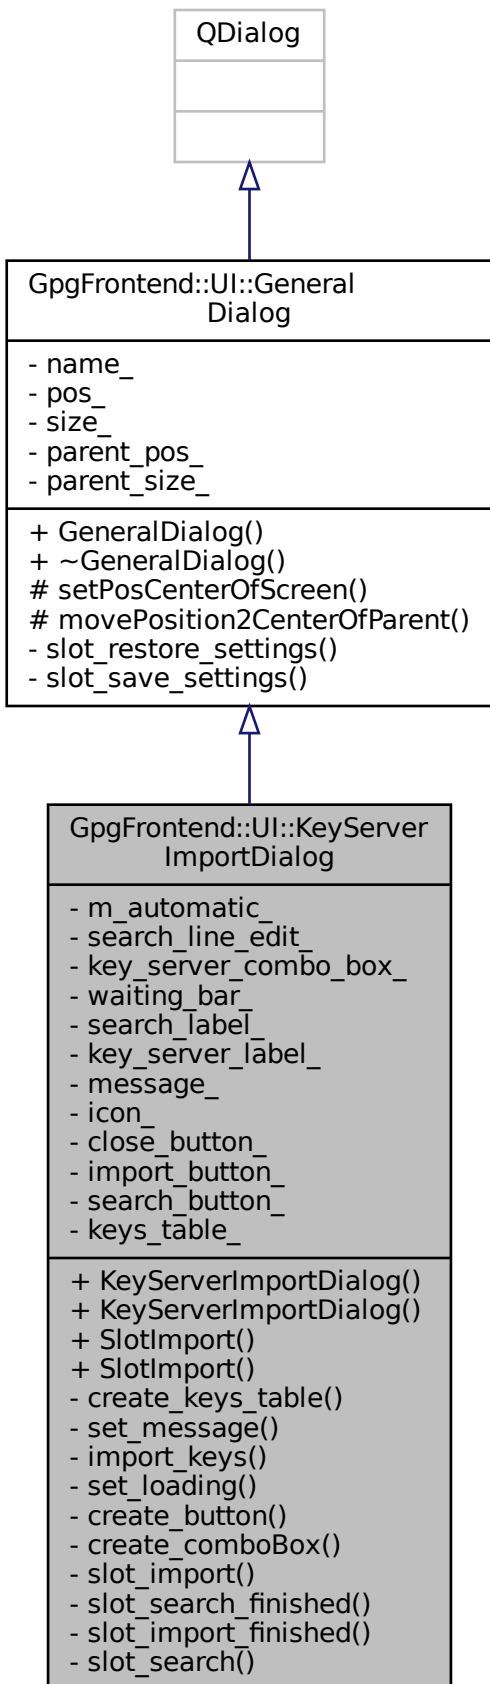 QDialog
GpgFrontend::UI::General
Dialog
- name_
- pos_
- size_
- parent_pos_
- parent_size_
+ GeneralDialog()
+ ~GeneralDialog()
# setPosCenterOfScreen()
# movePosition2CenterOfParent()
- slot_restore_settings()
- slot_save_settings()
GpgFrontend::UI::KeyServer
ImportDialog
- m_automatic_
- search_line_edit_
- key_server_combo_box_
- waiting_bar_
- search_label_
- key_server_label_
- message_
- icon_
- close_button_
- import_button_
- search_button_
- keys_table_
+ KeyServerImportDialog()
+ KeyServerImportDialog()
+ SlotImport()
+ SlotImport()
- create_keys_table()
- set_message()
- import_keys()
- set_loading()
- create_button()
- create_comboBox()
- slot_import()
- slot_search_finished()
- slot_import_finished()
- slot_search()